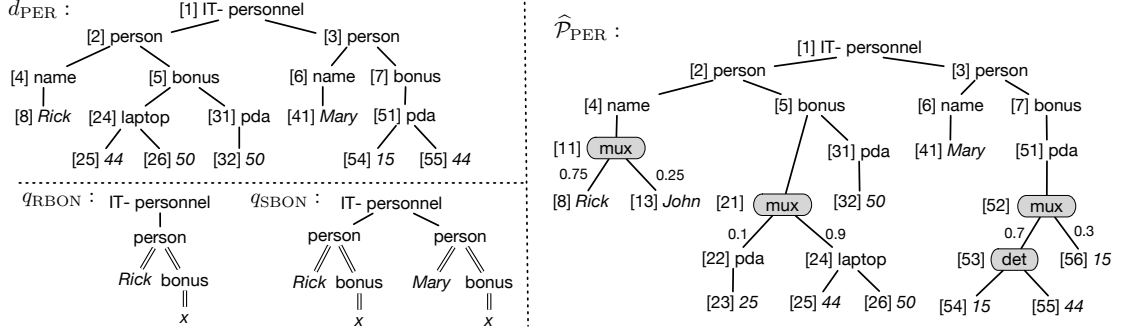 d_PER :
[1] IT- personnel
[2] person [3] person
[4] name [5] bonus [6] name [7] bonus
[8] Rick [24] laptop [31] pda [41] Mary [51] pda
[25] 44 [26] 50 [32] 50 [54] 15 [55] 44
q_RBON : IT- personnel
person
Rick bonus
x
q_SBON : IT- personnel
person person
Rick bonus Mary bonus
x x
P̂_PER :
[1] IT- personnel
[2] person [3] person
[4] name [5] bonus [6] name [7] bonus
[11] mux [31] pda [41] Mary [51] pda
0.75 0.25
[8] Rick [13] John [21] mux [32] 50 [52] mux
0.1 0.9 0.7 0.3
[22] pda [24] laptop [53] det [56] 15
[23] 25 [25] 44 [26] 50 [54] 15 [55] 44